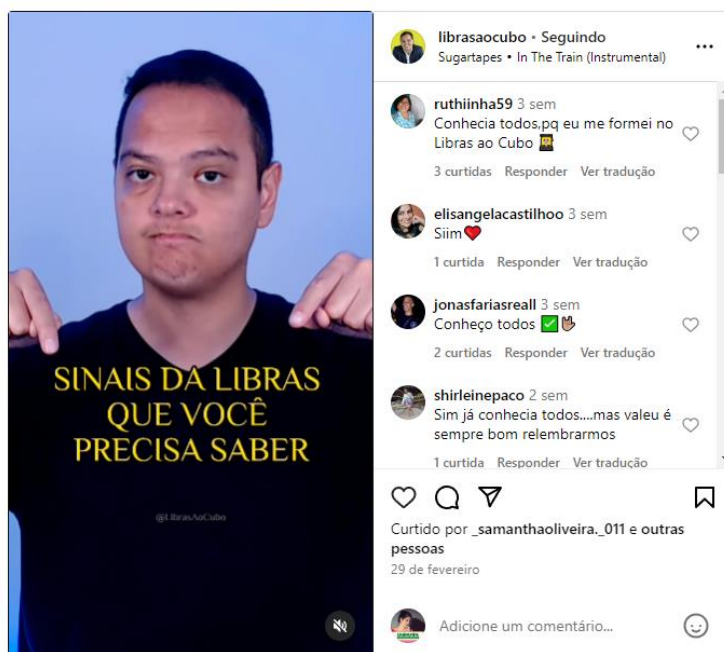 SINAIS DA LIBRAS
QUE VOCÊ
PRECISA SABER
@LibrasAoCubo
librasaocubo • Seguindo
Sugartapes • In The Train (Instrumental)
ruthiinha59 3 sem
Conhecia todos,pq eu me formei no
Libras ao Cubo
3 curtidas Responder Ver tradução
elisangelacastilhoo 3 sem
Siim
1 curtida Responder Ver tradução
jonasfariasreall 3 sem
Conheço todos
2 curtidas Responder Ver tradução
shirleinepaco 2 sem
Sim já conhecia todos....mas valeu é
sempre bom relembrarmos
1 curtida Responder Ver tradução
Curtido por _samanthaoliveira._011 e outras
pessoas
29 de fevereiro
Adicione um comentário...